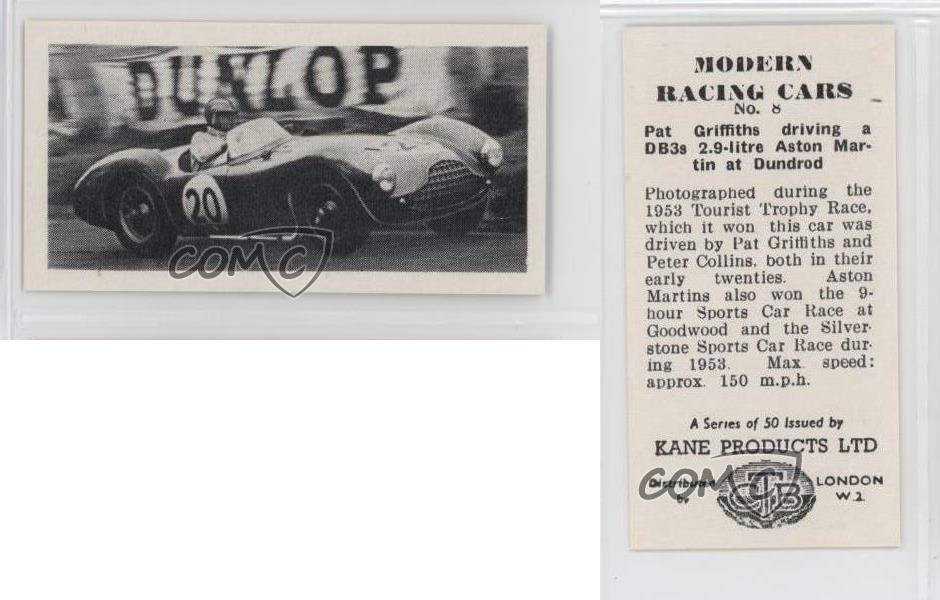 DUNLOP
20
COMC
MODERN
RACING CARS
No. 8
Pat Griffiths driving a
DB3s 2.9-litre Aston Mar-
tin at Dundrod
Photographed during the
1953 Tourist Trophy Race,
which it won this car was
driven by Pat Griffiths and
Peter Collins, both in their
early twenties. Aston
Martins also won the 9-
hour Sports Car Race at
Goodwood and the Silver-
stone Sports Car Race dur-
ing 1953. Max. speed:
approx. 150 m.p.h.
A Series of 50 Issued by
KANE PRODUCTS LTD
Distributed
by
CTB
LONDON
W.2
COMC